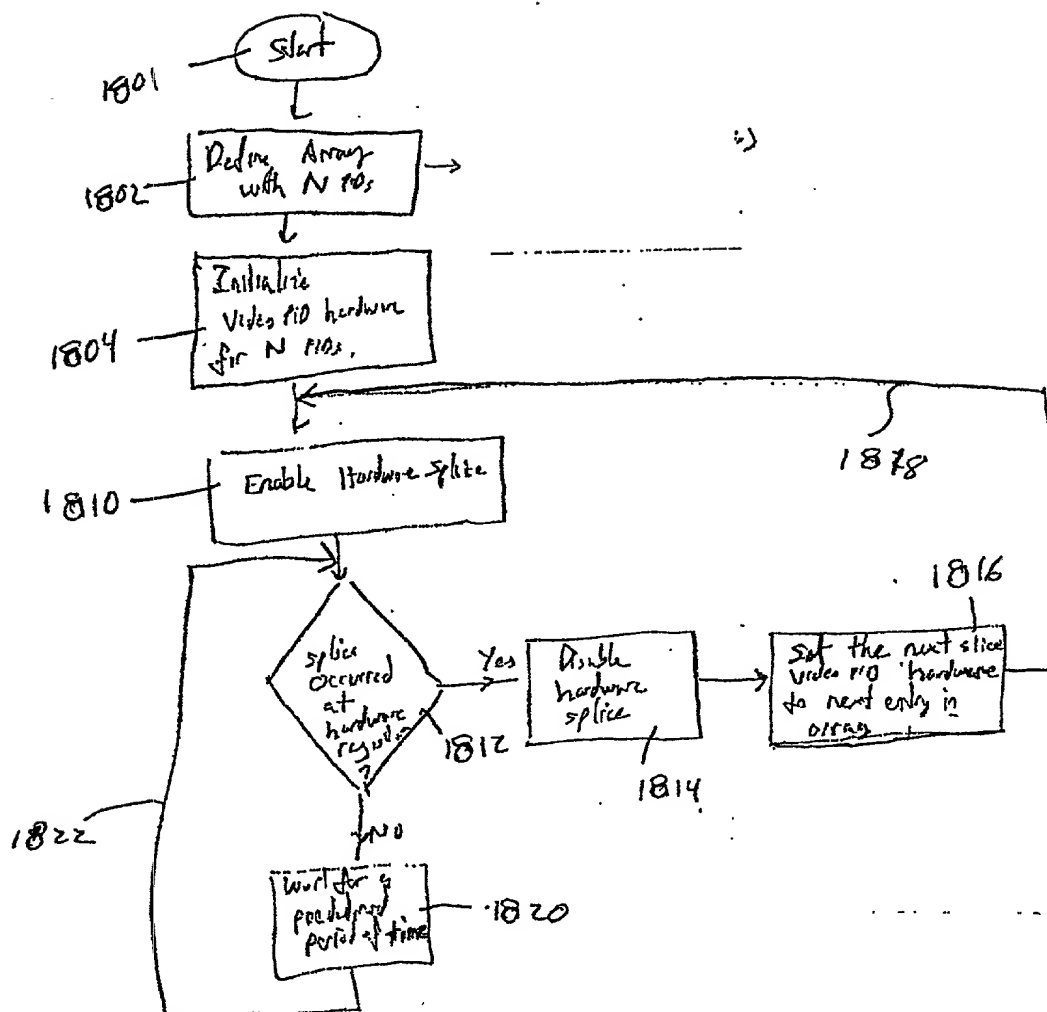 Start
1801
Define Array
with N PIDs
1802
Initialize
Video PID hardware
for N PIDs.
1804
1878
Enable Hardware Splice
1810
1816
splice
occurred
at
hardware
Yes
Disable
hardware
splice
Set the next slice
video PID hardware
to next entry in
array
1812
1814
1822
No
Wait for a
period of time
1820